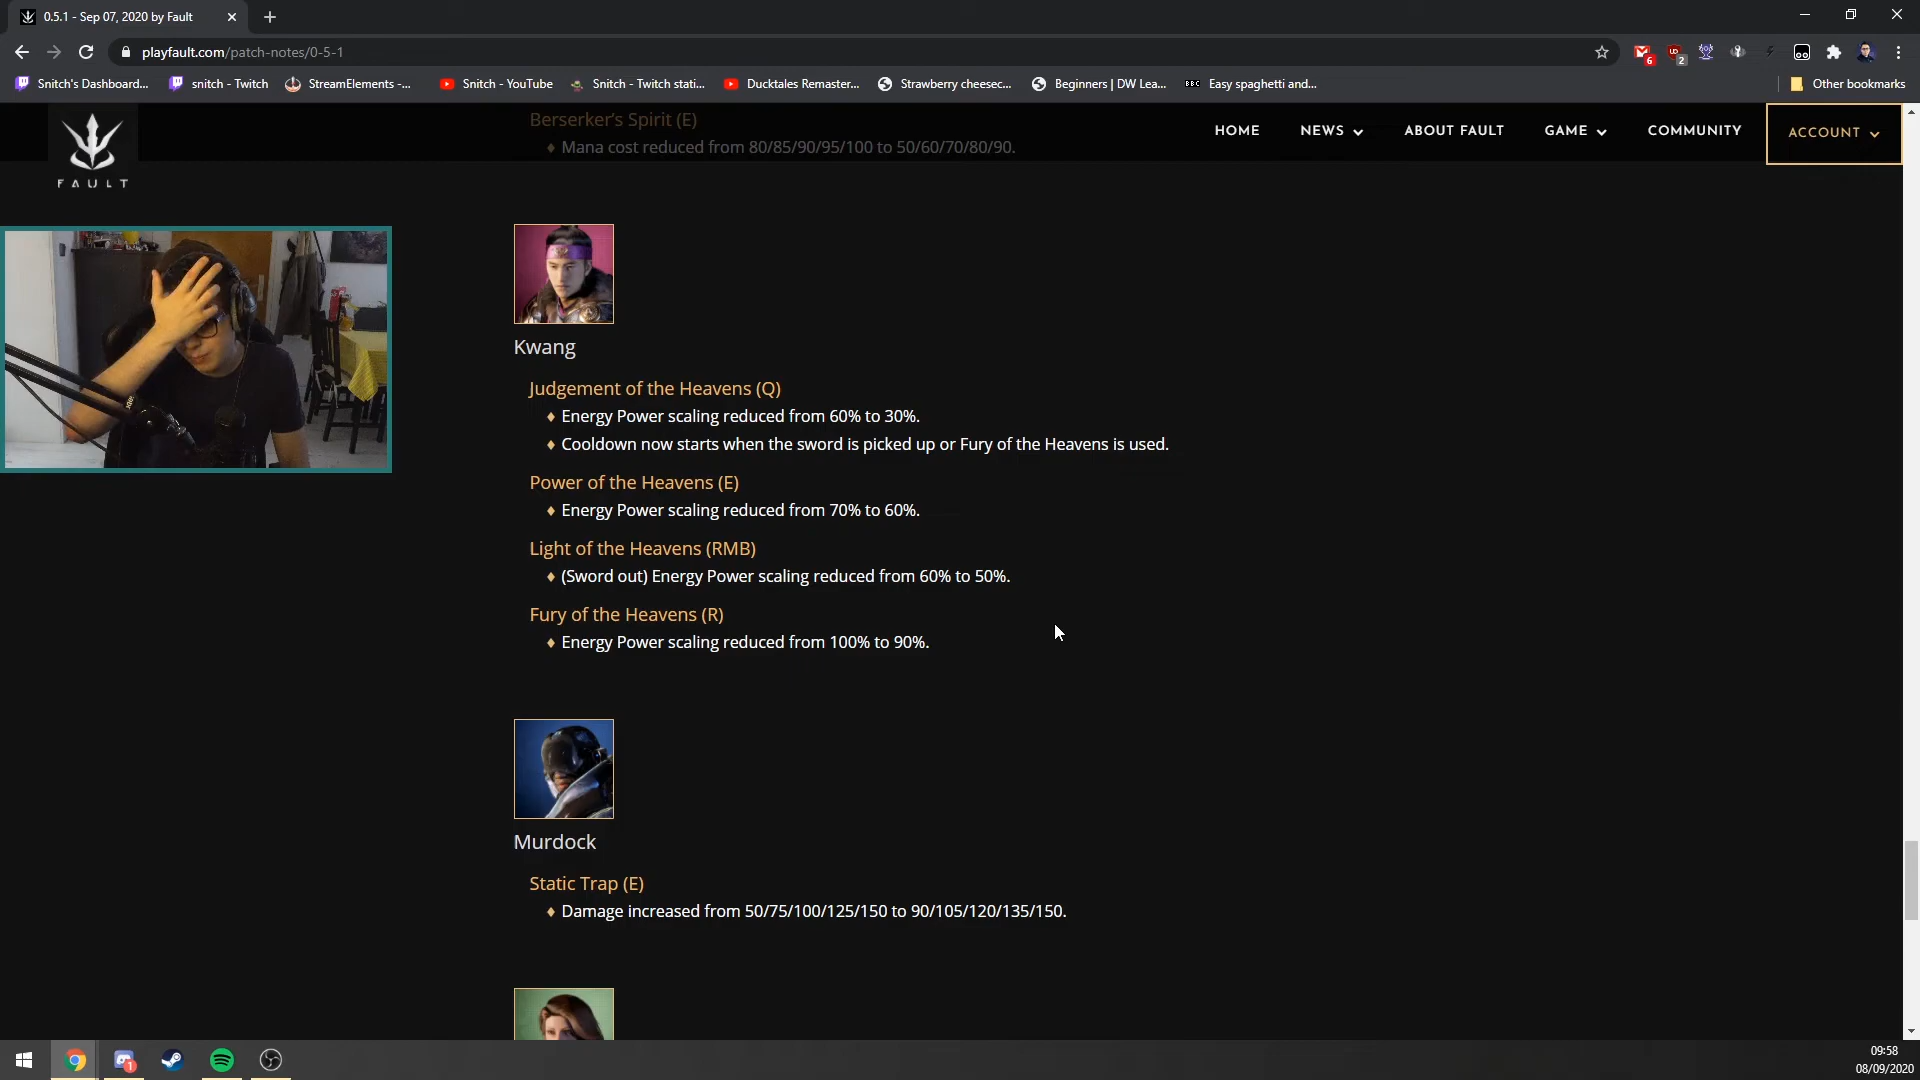 0.5.1 - Sep 07, 2020 by Fault
playfault.com/patch-notes/0-5-1
6
UD
2
Snitch's Dashboard...
snitch - Twitch
StreamElements -...
Snitch - YouTube
Snitch - Twitch stati...
Ducktales Remaster...
Strawberry cheesec...
Beginners | DW Lea...
BBC
Easy spaghetti and...
Other bookmarks
FAULT
HOME
NEWS
ABOUT FAULT
GAME
COMMUNITY
ACCOUNT
Berserker's Spirit (E)
Mana cost reduced from 80/85/90/95/100 to 50/60/70/80/90.
Kwang
Judgement of the Heavens (Q)
Energy Power scaling reduced from 60% to 30%.
Cooldown now starts when the sword is picked up or Fury of the Heavens is used.
Power of the Heavens (E)
Energy Power scaling reduced from 70% to 60%.
Light of the Heavens (RMB)
(Sword out) Energy Power scaling reduced from 60% to 50%.
Fury of the Heavens (R)
Energy Power scaling reduced from 100% to 90%.
Murdock
Static Trap (E)
Damage increased from 50/75/100/125/150 to 90/105/120/135/150.
1
09:58
08/09/2020